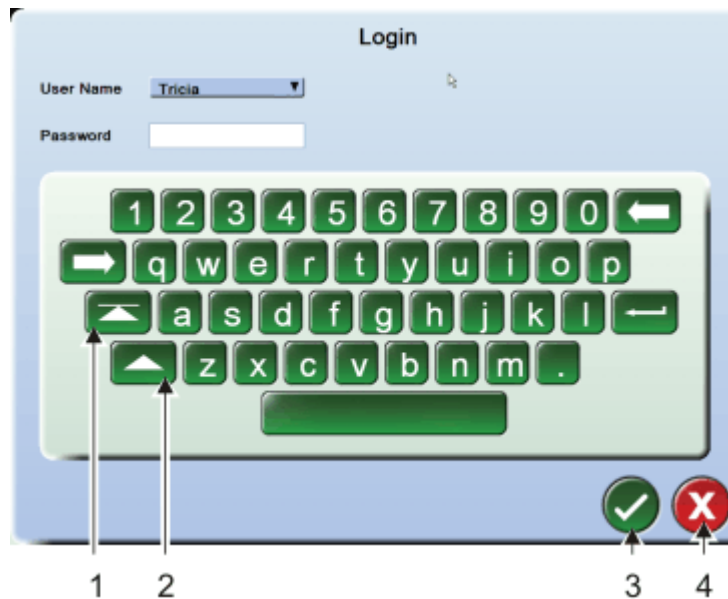 Login
User Name Tricia
Password
1 2 3 4 5 6 7 8 9 0
q w e r t y u i o p
a s d f g h j k l
z x c v b n m .
X
1 2 3 4